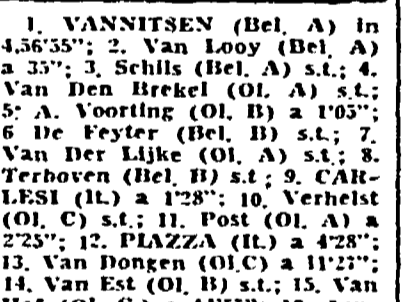 1. VANNITSEN (Bel. A) in
4.56'35"; 2. Van Looy (Bel. A)
a 35"; 3. Schils (Bel. A) s.t.; 4.
Van Den Brekel (Ol. A) s.t.;
5. A. Voorting (Ol. B) a 1'05";
6 De Feyter (Bel. B) s.t.; 7.
Van Der Lijke (Ol. A) s.t.; 8.
Terboven (Bel. B) s.t; 9. CAR-
LESI (It.) a 1'28"; 10. Verhelst
(Ol. C) s.t.; 11. Post (Ol. A) a
2'25"; 12. PIAZZA (It.) a 4'28";
13. Van Dongen (Ol.C) a 11'27";
14. Van Est (Ol. B) s.t.; 15. Van